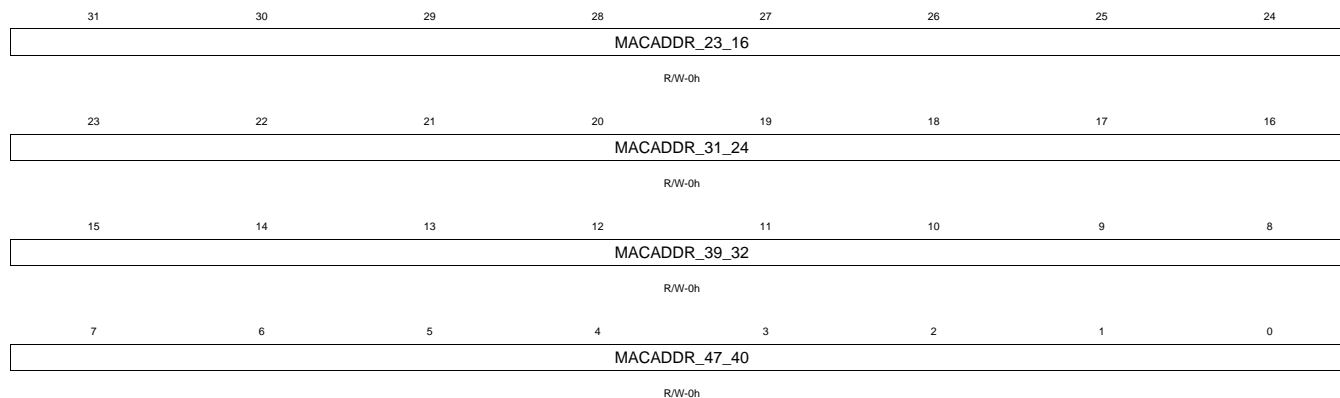 31 30 29 28 27 26 25 24
MACADDR_23_16
R/W-0h
23 22 21 20 19 18 17 16
MACADDR_31_24
R/W-0h
15 14 13 12 11 10 9 8
MACADDR_39_32
R/W-0h
7 6 5 4 3 2 1 0
MACADDR_47_40
R/W-0h